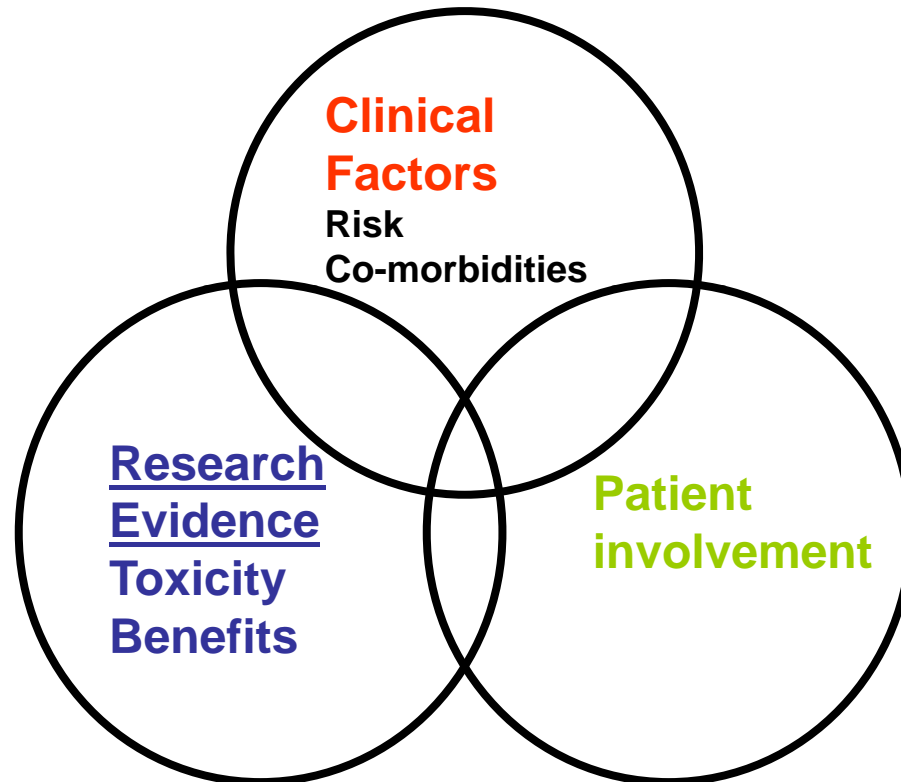 Clinical
Factors
Risk
Co-morbidities
Research
Evidence
Toxicity
Benefits
Patient
involvement